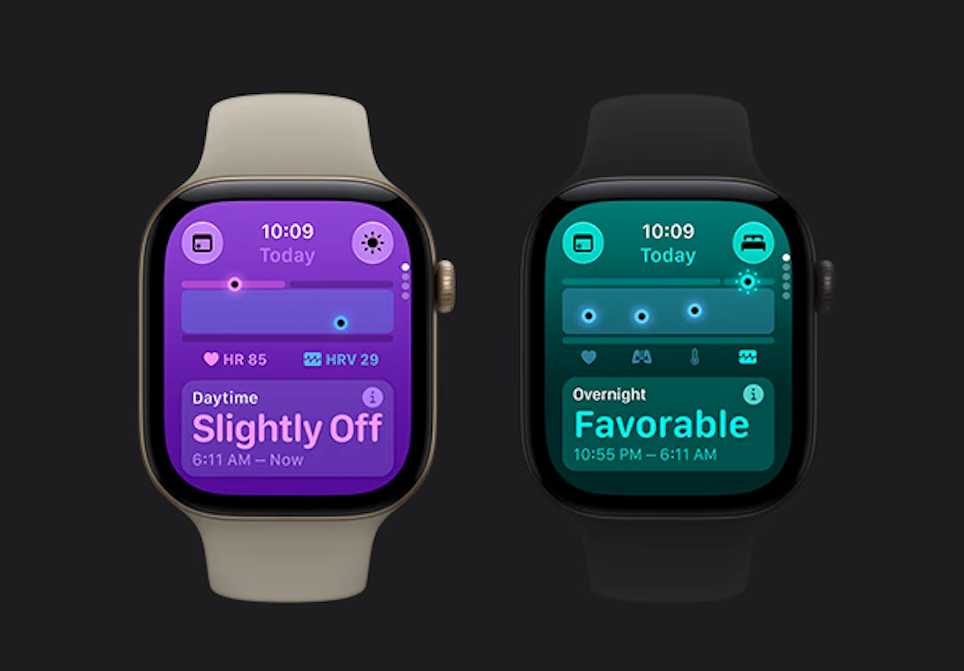 10:09
Today
HR 85
HRV 29
Daytime
Slightly Off
6:11 AM – Now
10:09
Today
Overnight
Favorable
10:55 PM – 6:11 AM